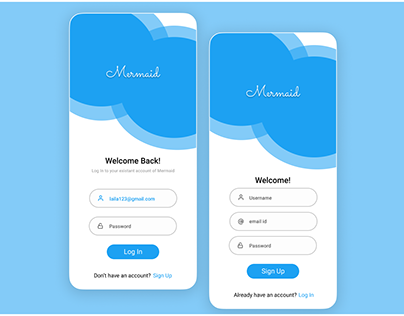 Mermaid
Welcome Back!
Log in to your existant account of Mermaid
laila123@gmail.com
Password
Log In
Don't have an account? Sign Up
Mermaid
Welcome!
Username
email id
Password
Sign Up
Already have an account? Log In